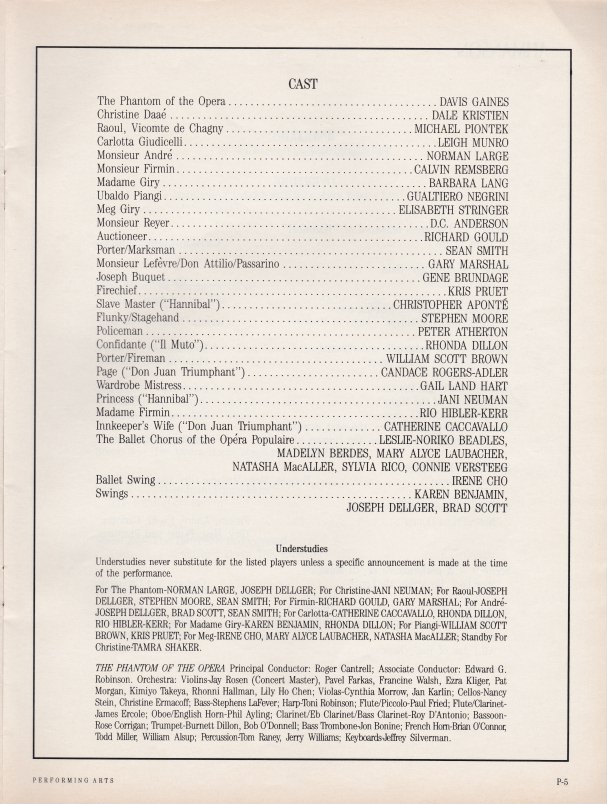 CAST
The Phantom of the Opera . . . . . . . . . . . . . . . . . . . . . . . . . . . . . . . . . . . . . . DAVIS GAINES
Christine Daaé . . . . . . . . . . . . . . . . . . . . . . . . . . . . . . . . . . . . . . . . . . . . . . . DALE KRISTIEN
Raoul, Vicomte de Chagny . . . . . . . . . . . . . . . . . . . . . . . . . . . . . . . . . . MICHAEL PIONTEK
Carlotta Giudicelli . . . . . . . . . . . . . . . . . . . . . . . . . . . . . . . . . . . . . . . . . . . . . . LEIGH MUNRO
Monsieur André . . . . . . . . . . . . . . . . . . . . . . . . . . . . . . . . . . . . . . . . . . . . . . NORMAN LARGE
Monsieur Firmin . . . . . . . . . . . . . . . . . . . . . . . . . . . . . . . . . . . . . . . . . . . CALVIN REMSBERG
Madame Giry . . . . . . . . . . . . . . . . . . . . . . . . . . . . . . . . . . . . . . . . . . . . . . . . BARBARA LANG
Ubaldo Piangi . . . . . . . . . . . . . . . . . . . . . . . . . . . . . . . . . . . . . . . . . . . . GUALTIERO NEGRINI
Meg Giry . . . . . . . . . . . . . . . . . . . . . . . . . . . . . . . . . . . . . . . . . . . . . . ELISABETH STRINGER
Monsieur Reyer . . . . . . . . . . . . . . . . . . . . . . . . . . . . . . . . . . . . . . . . . . . . . . D.C. ANDERSON
Auctioneer . . . . . . . . . . . . . . . . . . . . . . . . . . . . . . . . . . . . . . . . . . . . . . . . . RICHARD GOULD
Porter/Marksman . . . . . . . . . . . . . . . . . . . . . . . . . . . . . . . . . . . . . . . . . . . . . . . SEAN SMITH
Monsieur Lefèvre/Don Attilio/Passarino . . . . . . . . . . . . . . . . . . . . . . . . . . GARY MARSHAL
Joseph Buquet . . . . . . . . . . . . . . . . . . . . . . . . . . . . . . . . . . . . . . . . . . . . . . GENE BRUNDAGE
Firechief . . . . . . . . . . . . . . . . . . . . . . . . . . . . . . . . . . . . . . . . . . . . . . . . . . . . . . KRIS PRUET
Slave Master ("Hannibal") . . . . . . . . . . . . . . . . . . . . . . . . . . . . . . . CHRISTOPHER APONTÉ
Flunky/Stagehand . . . . . . . . . . . . . . . . . . . . . . . . . . . . . . . . . . . . . . . . . . . STEPHEN MOORE
Policeman . . . . . . . . . . . . . . . . . . . . . . . . . . . . . . . . . . . . . . . . . . . . . . . . . PETER ATHERTON
Confidante ("Il Muto") . . . . . . . . . . . . . . . . . . . . . . . . . . . . . . . . . . . . . . . . RHONDA DILLON
Porter/Fireman . . . . . . . . . . . . . . . . . . . . . . . . . . . . . . . . . . . . . . . WILLIAM SCOTT BROWN
Page ("Don Juan Triumphant") . . . . . . . . . . . . . . . . . . . . . . . . CANDACE ROGERS-ADLER
Wardrobe Mistress . . . . . . . . . . . . . . . . . . . . . . . . . . . . . . . . . . . . . . . . . . . GAIL LAND HART
Princess ("Hannibal") . . . . . . . . . . . . . . . . . . . . . . . . . . . . . . . . . . . . . . . . . . . JANI NEUMAN
Madame Firmin . . . . . . . . . . . . . . . . . . . . . . . . . . . . . . . . . . . . . . . . . . . . . RIO HIBLER-KERR
Innkeeper's Wife ("Don Juan Triumphant") . . . . . . . . . . . . . . CATHERINE CACCAVALLO
The Ballet Chorus of the Opéra Populaire . . . . . . . . . . . . . . . LESLIE-NORIKO BEADLES,
MADELYN BERDES, MARY ALYCE LAUBACHER,
NATASHA MacALLER, SYLVIA RICO, CONNIE VERSTEEG
Ballet Swing . . . . . . . . . . . . . . . . . . . . . . . . . . . . . . . . . . . . . . . . . . . . . . . . . . . . . IRENE CHO
Swings . . . . . . . . . . . . . . . . . . . . . . . . . . . . . . . . . . . . . . . . . . . . . . . . . . . KAREN BENJAMIN,
JOSEPH DELLGER, BRAD SCOTT
Understudies
Understudies never substitute for the listed players unless a specific announcement is made at the time
of the performance.
For The Phantom-NORMAN LARGE, JOSEPH DELLGER; For Christine-JANI NEUMAN; For Raoul-JOSEPH
DELLGER, STEPHEN MOORE, SEAN SMITH; For Firmin-RICHARD GOULD, GARY MARSHAL; For André-
JOSEPH DELLGER, BRAD SCOTT, SEAN SMITH; For Carlotta-CATHERINE CACCAVALLO, RHONDA DILLON,
RIO HIBLER-KERR; For Madame Giry-KAREN BENJAMIN, RHONDA DILLON; For Piangi-WILLIAM SCOTT
BROWN, KRIS PRUET; For Meg-IRENE CHO, MARY ALYCE LAUBACHER, NATASHA MacALLER; Standby For
Christine-TAMRA SHAKER.
THE PHANTOM OF THE OPERA Principal Conductor: Roger Cantrell; Associate Conductor: Edward G.
Robinson. Orchestra: Violins-Jay Rosen (Concert Master), Pavel Farkas, Francine Walsh, Ezra Kliger, Pat
Morgan, Kimiyo Takeya, Rhonni Hallman, Lily Ho Chen; Violas-Cynthia Morrow, Jan Karlin; Cellos-Nancy
Stein, Christine Ermacoff; Bass-Stephens LaFever; Harp-Toni Robinson; Flute/Piccolo-Paul Fried; Flute/Clarinet-
James Ercole; Oboe/English Horn-Phil Ayling; Clarinet/Eb Clarinet/Bass Clarinet-Roy D'Antonio; Bassoon-
Rose Corrigan; Trumpet-Burnett Dillon, Bob O'Donnell; Bass Trombone-Jon Bonine; French Horn-Brian O'Connor,
Todd Miller, William Alsup; Percussion-Tom Raney, Jerry Williams; Keyboards-Jeffrey Silverman.
PERFORMING ARTS
P-5